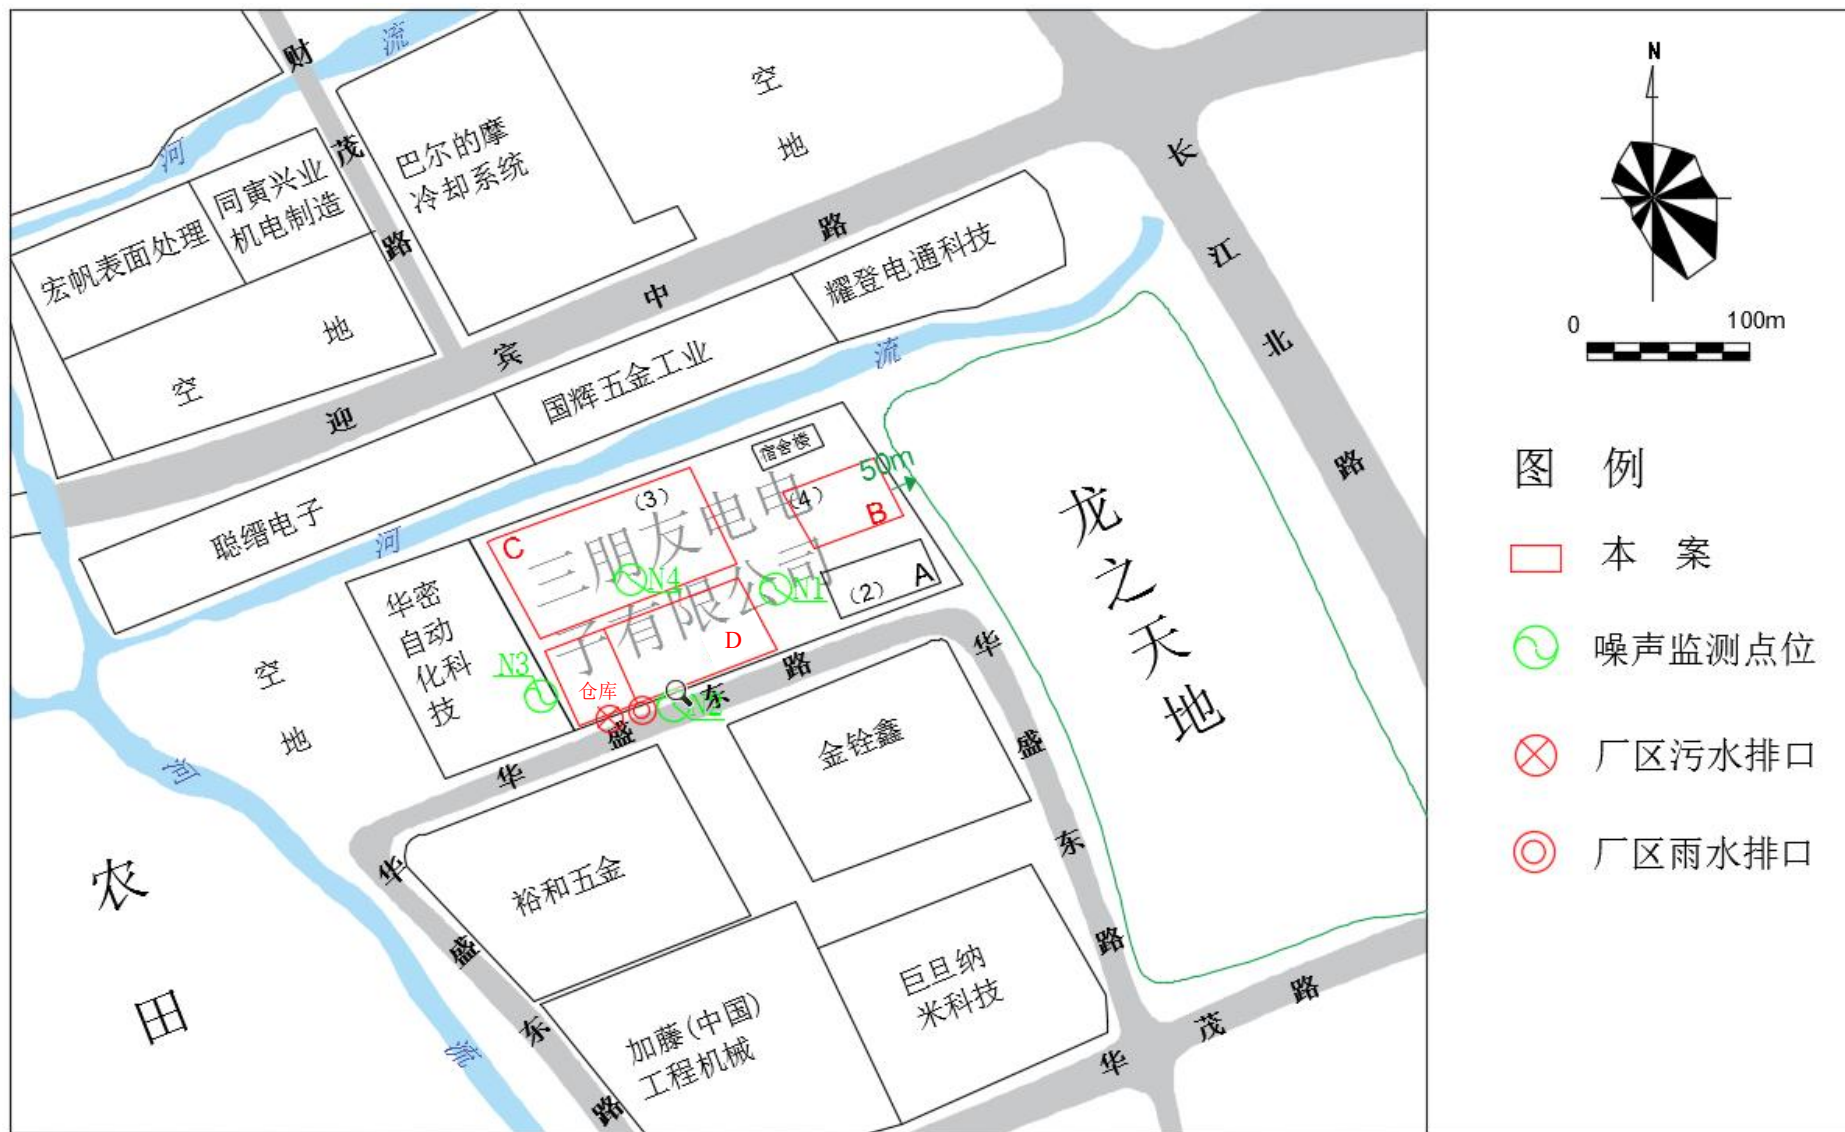 财茂路
河流
空地
巴尔的摩
冷却系统
同寅兴业
机电制造
宏帆表面处理
空地
迎宾中路
长江北路
耀登电通科技
国辉五金工业
聪缙电子
河流
宿舍楼
50m
(3)
C
(4)
B
(2)
A
三朋友电电
子有限公司
N4
N1
D
仓库
N3
N2
华密
自动
化科
技
空地
龙之天地
华盛东路
华盛东路
华盛东路
金铨鑫
裕和五金
加藤(中国)
工程机械
巨旦纳
米科技
华茂路
河流
农田
N
0
100m
图例
本案
噪声监测点位
厂区污水排口
厂区雨水排口